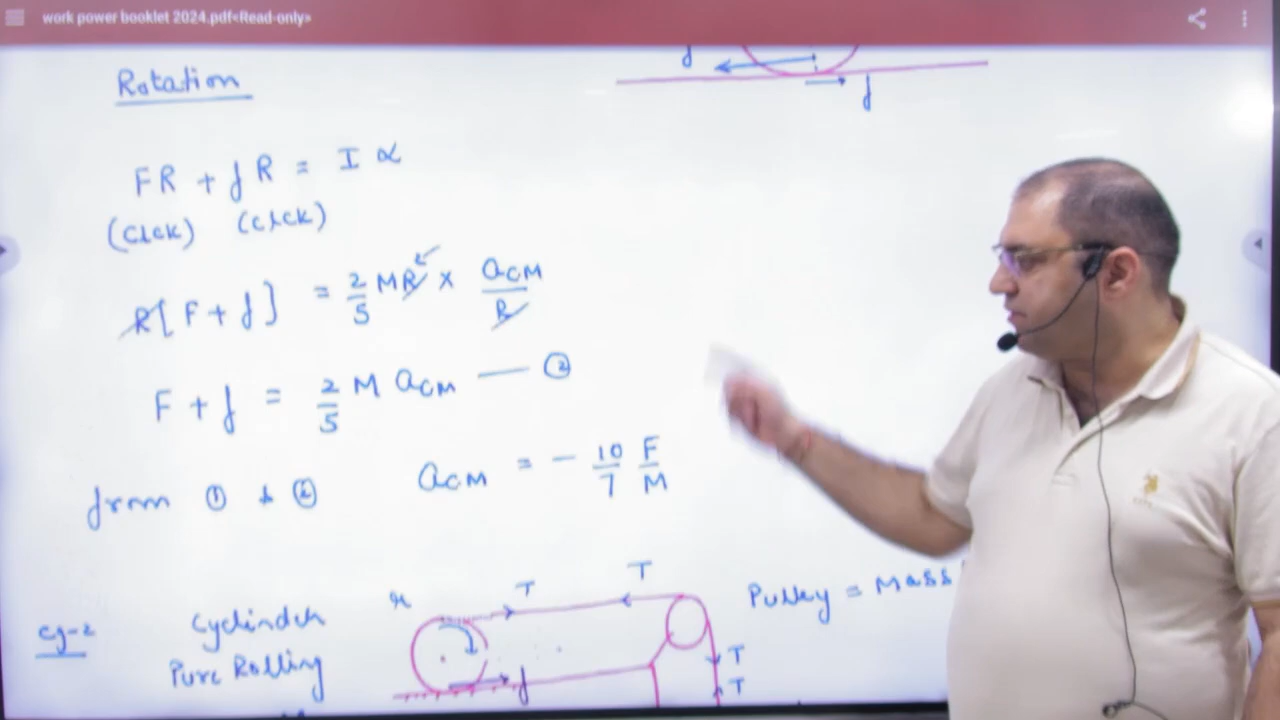 work power booklet 2024.pdf<Read-only>
f
Rotation
FR + fR = I α
(Clck) (Clck)
R[F + f] = 2/5 MR² × aCM/R
F + f = 2/5 M aCM — ②
from ① & ② aCM = - 10/7 F/M
r T T
Pulley = Mass
eg-2 Cylinder
Pure Rolling
f
T
T